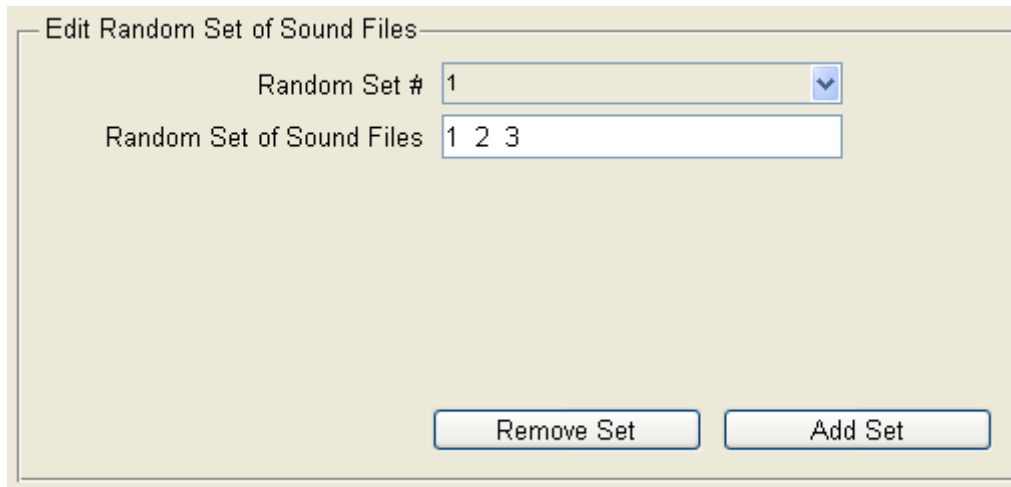 Edit Random Set of Sound Files
Random Set # 1
Random Set of Sound Files 1 2 3
Remove Set Add Set